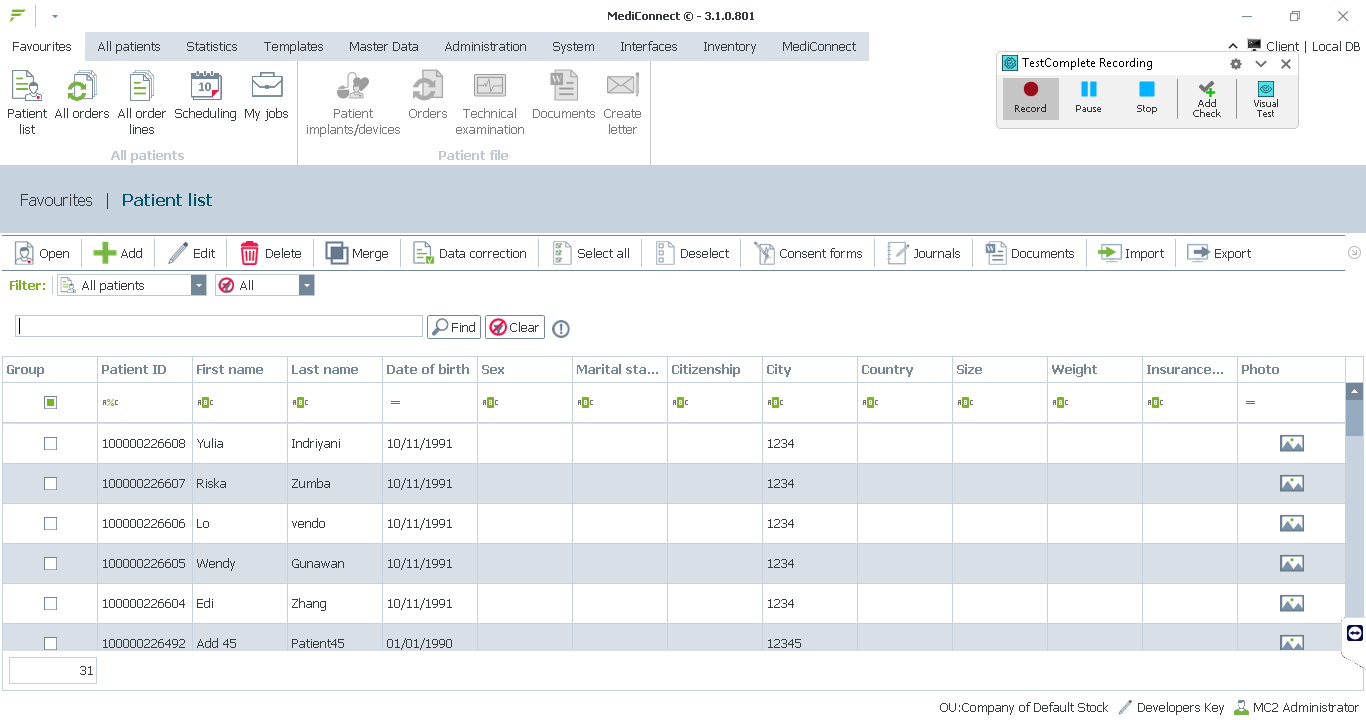 MediConnect © - 3.1.0.801
Favourites All patients Statistics Templates Master Data Administration System Interfaces Inventory MediConnect
Client | Local DB
TestComplete Recording
Record Pause Stop Add Check Visual Test
Patient list All orders All order lines Scheduling My jobs Patient implants/devices Orders Technical examination Documents Create letter
All patients Patient file
Favourites | Patient list
Open Add Edit Delete Merge Data correction Select all Deselect Consent forms Journals Documents Import Export
Filter: All patients All
Find Clear
Group Patient ID First name Last name Date of birth Sex Marital sta... Citizenship City Country Size Weight Insurance... Photo
A%C ABC ABC = ABC ABC ABC ABC ABC ABC ABC ABC =
100000226608 Yulia Indriyani 10/11/1991 1234
100000226607 Riska Zumba 10/11/1991 1234
100000226606 Lo vendo 10/11/1991 1234
100000226605 Wendy Gunawan 10/11/1991 1234
100000226604 Edi Zhang 10/11/1991 1234
100000226492 Add 45 Patient45 01/01/1990 12345
31
OU:Company of Default Stock Developers Key MC2 Administrator